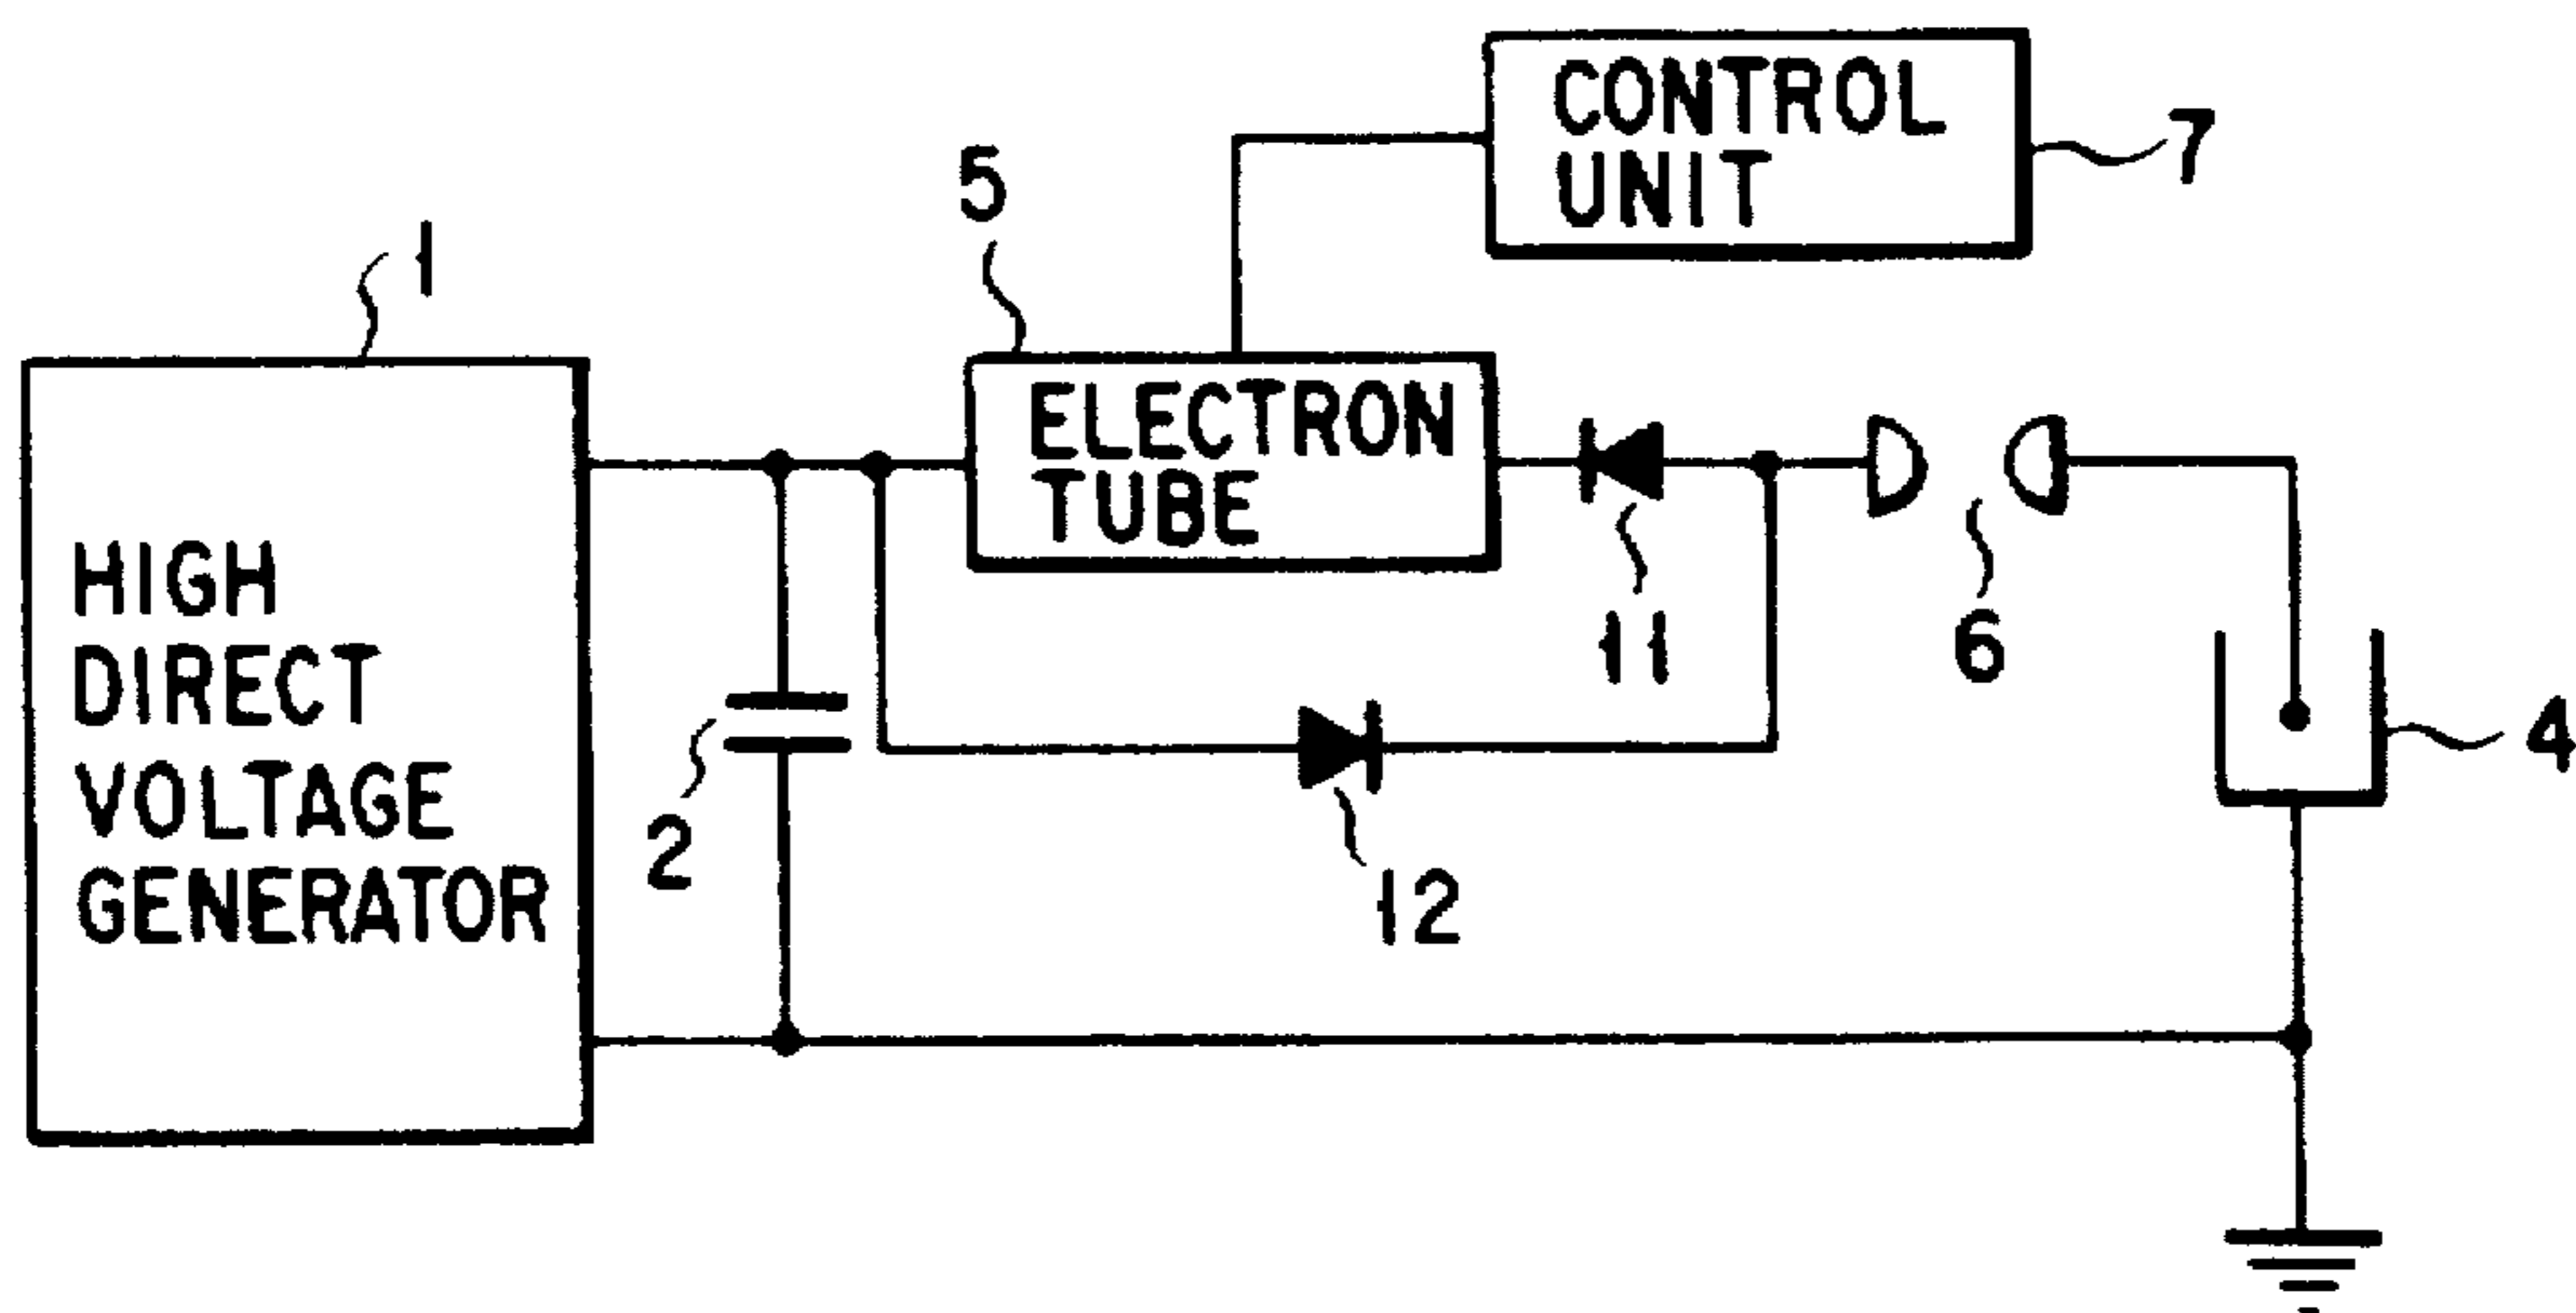 CONTROL
UNIT
7
5
1
ELECTRON
TUBE
HIGH
DIRECT
VOLTAGE
GENERATOR
11
6
4
2
12